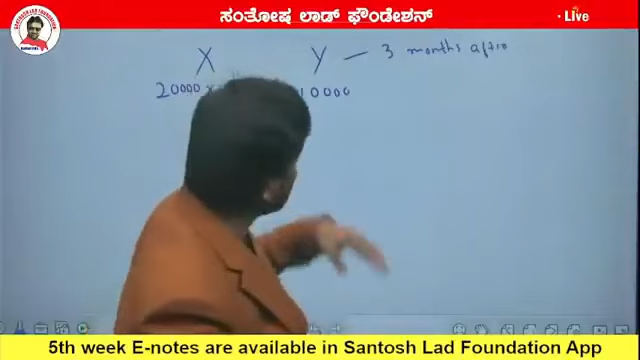 ಸಂತೋಷ ಲಾಡ್ ಫೌಂಡೇಶನ್
Live
X Y — 3 months after
20000 x 10000
5th week E-notes are available in Santosh Lad Foundation App